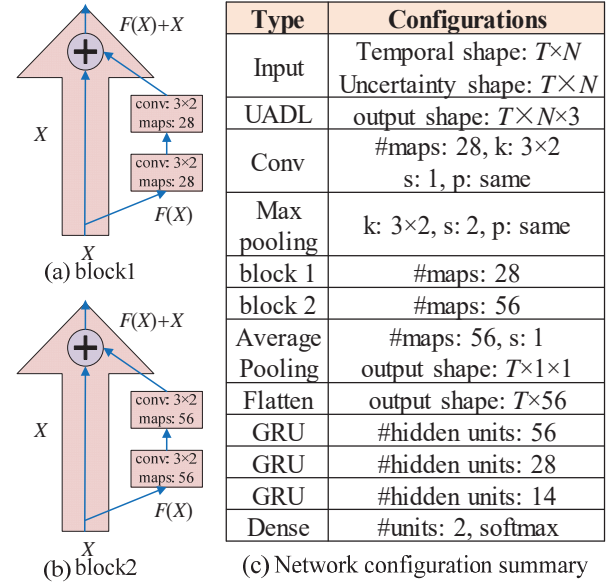 F(X)+X
+
conv: 3×2
maps: 28
X
conv: 3×2
maps: 28
F(X)
X
(a) block1
F(X)+X
+
conv: 3×2
maps: 56
X
conv: 3×2
maps: 56
F(X)
X
(b) block2
Type Configurations
Input Temporal shape: T×N
Uncertainty shape: T×N
UADL output shape: T×N×3
Conv #maps: 28, k: 3×2
s: 1, p: same
Max
pooling k: 3×2, s: 2, p: same
block 1 #maps: 28
block 2 #maps: 56
Average #maps: 56, s: 1
Pooling output shape: T×1×1
Flatten output shape: T×56
GRU #hidden units: 56
GRU #hidden units: 28
GRU #hidden units: 14
Dense #units: 2, softmax
(c) Network configuration summary